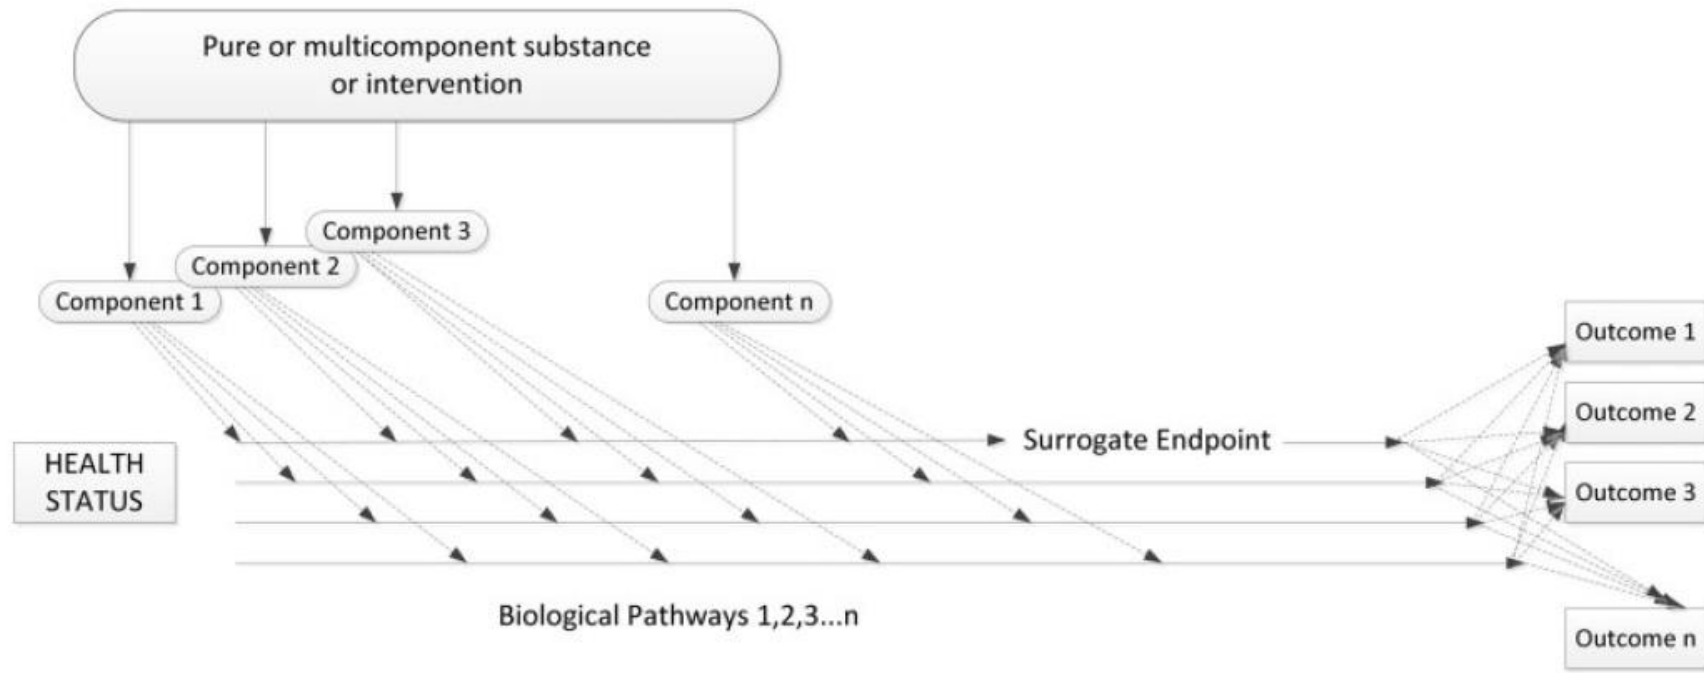 Pure or multicomponent substance
or intervention
Component 3
Component 2
Component 1
Component n
Outcome 1
Outcome 2
Surrogate Endpoint
HEALTH
STATUS
Outcome 3
Biological Pathways 1,2,3...n
Outcome n